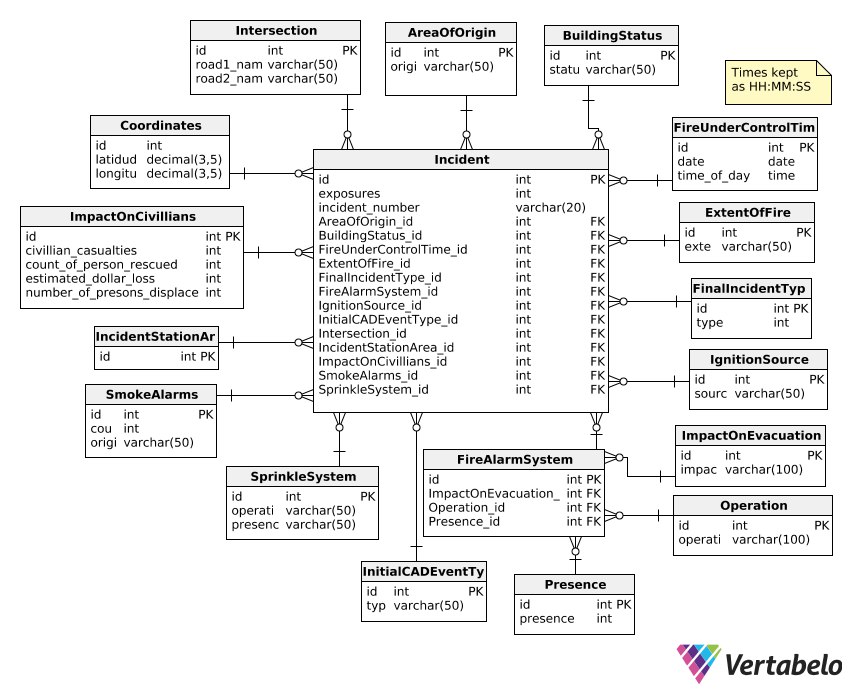 Intersection
id int PK
road1_nam varchar(50)
road2_nam varchar(50)
AreaOfOrigin
id int PK
origi varchar(50)
BuildingStatus
id int PK
statu varchar(50)
Times kept
as HH:MM:SS
Coordinates
id int PK
latidud decimal(3,5)
longitu decimal(3,5)
FireUnderControlTim
id int PK
date date
time_of_day time
Incident
id int PK
exposures int
incident_number varchar(20)
AreaOfOrigin_id int FK
BuildingStatus_id int FK
FireUnderControlTime_id int FK
ExtentOfFire_id int FK
FinalIncidentType_id int FK
FireAlarmSystem_id int FK
IgnitionSource_id int FK
InitialCADEventType_id int FK
Intersection_id int FK
IncidentStationArea_id int FK
ImpactOnCivillians_id int FK
SmokeAlarms_id int FK
SprinkleSystem_id int FK
ImpactOnCivillians
id int PK
civillian_casualties int
count_of_person_rescued int
estimated_dollar_loss int
number_of_presons_displace int
ExtentOfFire
id int PK
exte varchar(50)
FinalIncidentTyp
id int PK
type int
IncidentStationAr
id int PK
IgnitionSource
id int PK
sourc varchar(50)
SmokeAlarms
id int PK
cou int
origi varchar(50)
ImpactOnEvacuation
id int PK
impac varchar(100)
FireAlarmSystem
id int PK
ImpactOnEvacuation_ int FK
Operation_id int FK
Presence_id int FK
SprinkleSystem
id int PK
operati varchar(50)
presenc varchar(50)
Operation
id int PK
operati varchar(100)
InitialCADEventTy
id int PK
typ varchar(50)
Presence
id int PK
presence int
Vertabelo